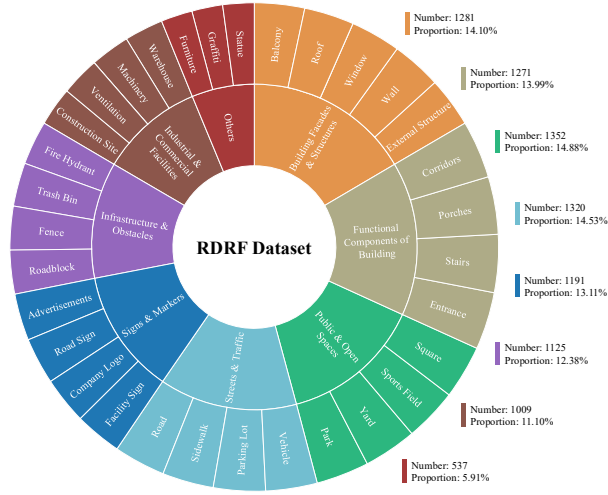 RDRF Dataset
Building Facades
& Structures
Balcony
Roof
Window
Wall
External Structure
Functional
Components of
Building
Corridors
Porches
Stairs
Entrance
Public & Open
Spaces
Square
Sports Field
Yard
Park
Streets & Traffic
Vehicle
Parking Lot
Sidewalk
Road
Signs & Markers
Facility Sign
Company Logo
Road Sign
Advertisements
Infrastructure &
Obstacles
Roadblock
Fence
Trash Bin
Fire Hydrant
Industrial &
Commercial
Facilities
Construction Site
Ventilation
Machinery
Warehouse
Others
Furniture
Graffiti
Statue
Number: 1281
Proportion: 14.10%
Number: 1271
Proportion: 13.99%
Number: 1352
Proportion: 14.88%
Number: 1320
Proportion: 14.53%
Number: 1191
Proportion: 13.11%
Number: 1125
Proportion: 12.38%
Number: 1009
Proportion: 11.10%
Number: 537
Proportion: 5.91%